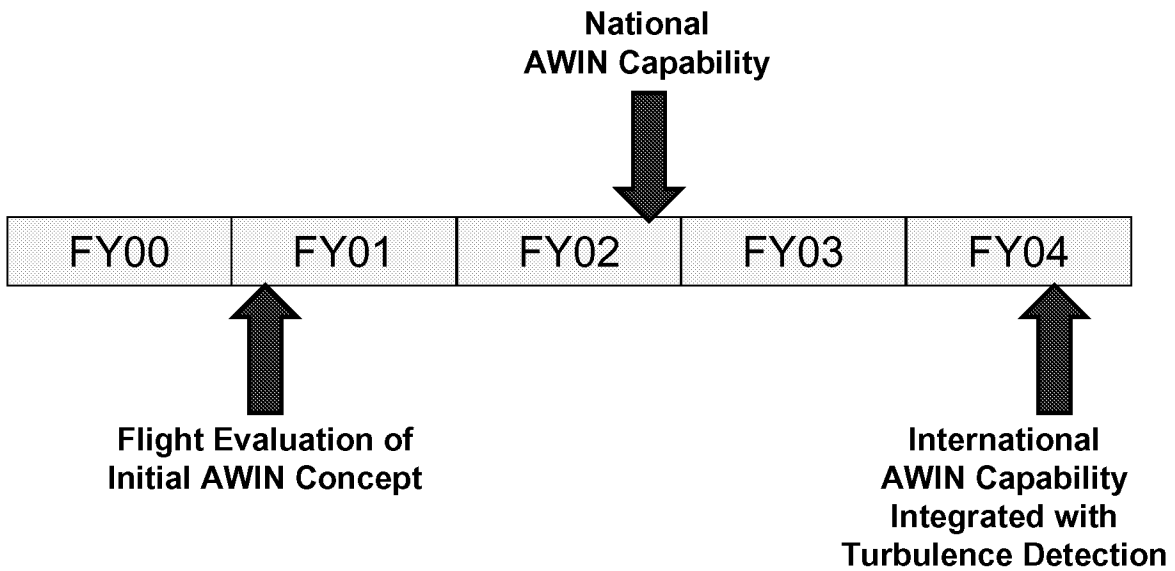 National
AWIN Capability
FY00 FY01 FY02 FY03 FY04
Flight Evaluation of
Initial AWIN Concept
International
AWIN Capability
Integrated with
Turbulence Detection